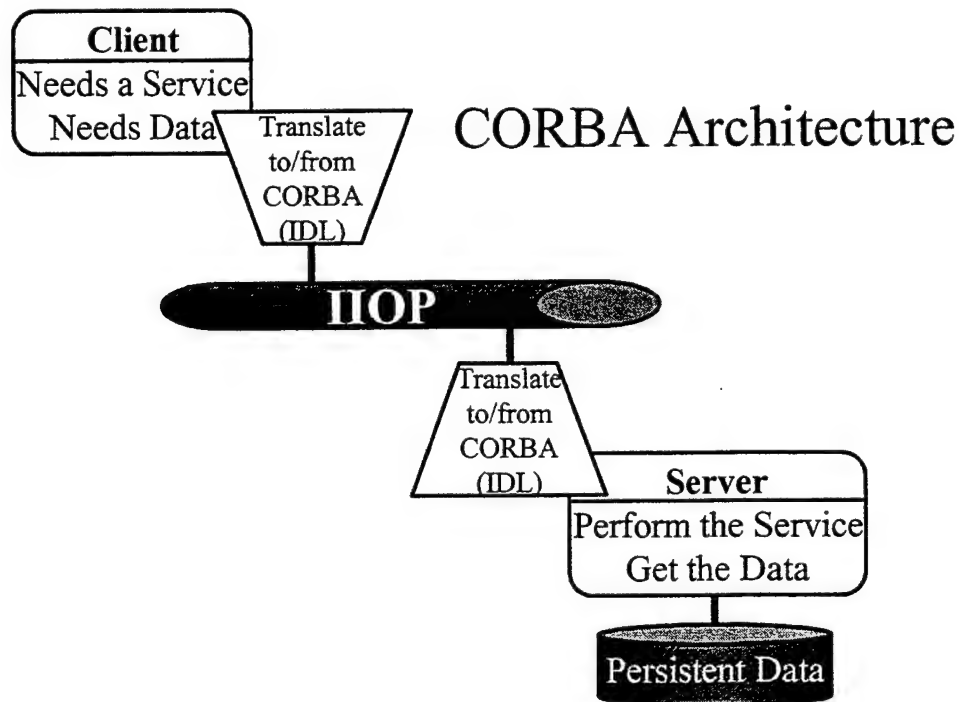 Client
Needs a Service
Needs Data
Translate
to/from
CORBA
(IDL)
CORBA Architecture
IIOP
Translate
to/from
CORBA
(IDL)
Server
Perform the Service
Get the Data
Persistent Data